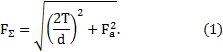 F_Σ = √((2T/d)² + F_a²).   (1)